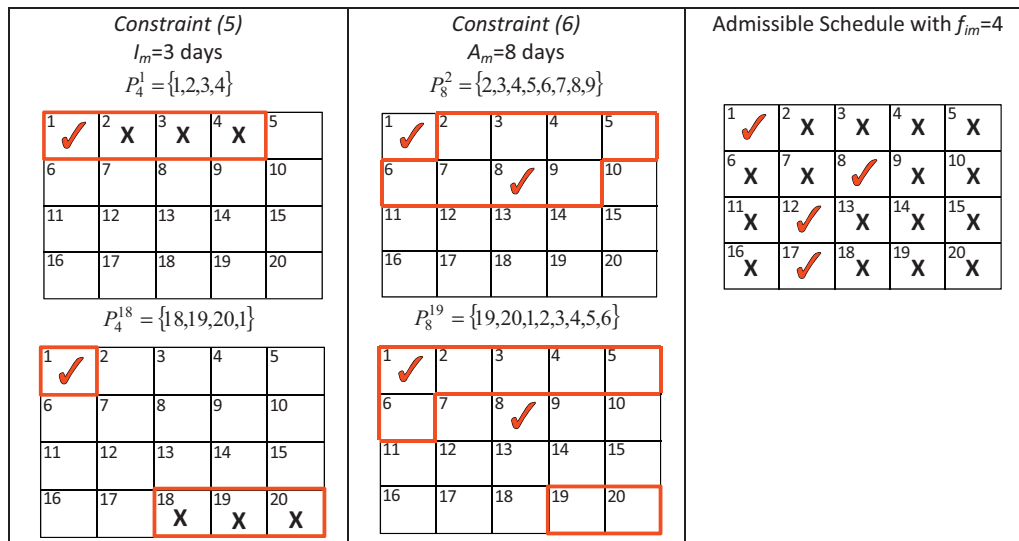 Constraint (5)
I_m=3 days
P_4^1 = {1,2,3,4}
1 ✓ 2 X 3 X 4 X 5
6 7 8 9 10
11 12 13 14 15
16 17 18 19 20
P_4^18 = {18,19,20,1}
1 ✓ 2 3 4 5
6 7 8 9 10
11 12 13 14 15
16 17 18 X 19 X 20 X
Constraint (6)
A_m=8 days
P_8^2 = {2,3,4,5,6,7,8,9}
1 ✓ 2 3 4 5
6 7 8 ✓ 9 10
11 12 13 14 15
16 17 18 19 20
P_8^19 = {19,20,1,2,3,4,5,6}
1 ✓ 2 3 4 5
6 7 8 ✓ 9 10
11 12 13 14 15
16 17 18 19 20
Admissible Schedule with f_im=4
1 ✓ 2 X 3 X 4 X 5 X
6 X 7 X 8 ✓ 9 X 10 X
11 X 12 ✓ 13 X 14 X 15 X
16 X 17 ✓ 18 X 19 X 20 X